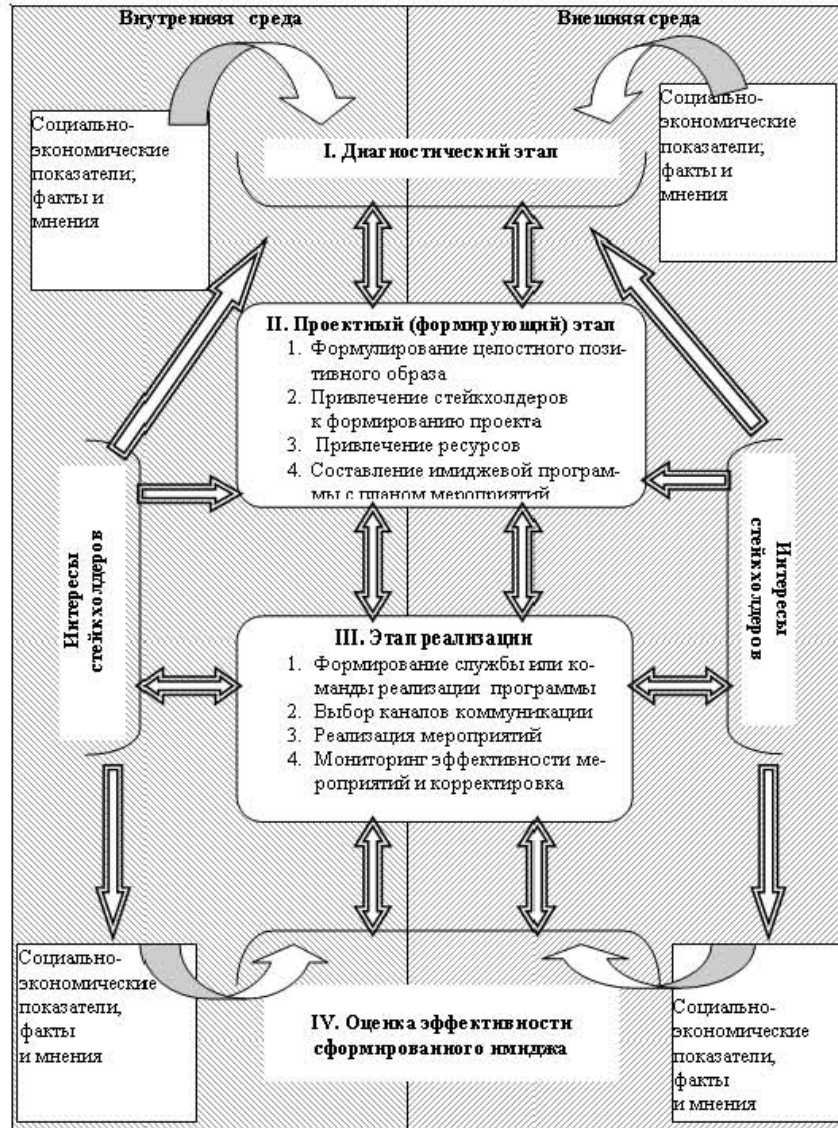 Внутренняя среда
Внешняя среда
Социально-
экономические
показатели;
факты и
мнения
Социально-
экономические
показатели;
факты и
мнения
I. Диагностический этап
II. Проектный (формирующий) этап
1. Формулирование целостного пози-
тивного образа
2. Привлечение стейкхолдеров
к формированию проекта
3. Привлечение ресурсов
4. Составление имиджевой програм-
мы с планом мероприятий
Интересы
стейкхолдеров
Интересы
стейкхолдеров
III. Этап реализации
1. Формирование службы или ко-
манды реализации программы
2. Выбор каналов коммуникации
3. Реализация мероприятий
4. Мониторинг эффективности ме-
роприятий и корректировка
Социально-
экономические
показатели,
факты
и мнения
IV. Оценка эффективности
сформированного имиджа
Социально-
экономические
показатели,
факты
и мнения